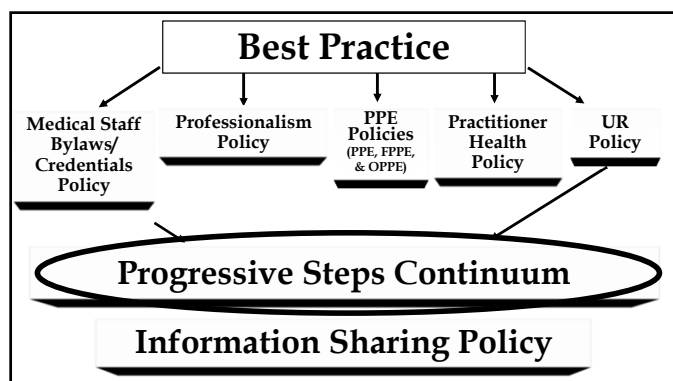 Best Practice
Medical Staff
Bylaws/
Credentials
Policy
Professionalism
Policy
PPE
Policies
(PPE, FPPE,
& OPPE)
Practitioner
Health
Policy
UR
Policy
Progressive Steps Continuum
Information Sharing Policy